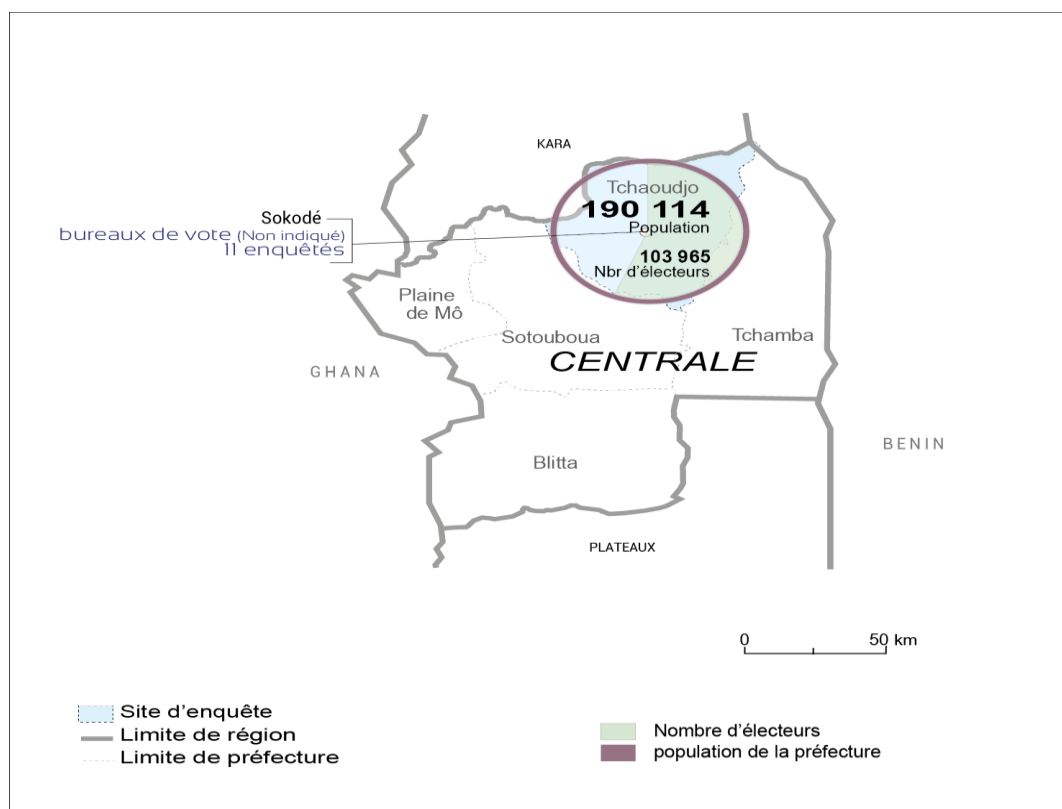 KARA
Tchaoudjo
190 114
Population
103 965
Nbr d'électeurs
Sokodé
bureaux de vote (Non indiqué)
11 enquêtés
Plaine
de Mô
Sotouboua
Tchamba
CENTRALE
GHANA
BENIN
Blitta
PLATEAUX
0 50 km
Site d'enquête
Limite de région
Limite de préfecture
Nombre d'électeurs
population de la préfecture